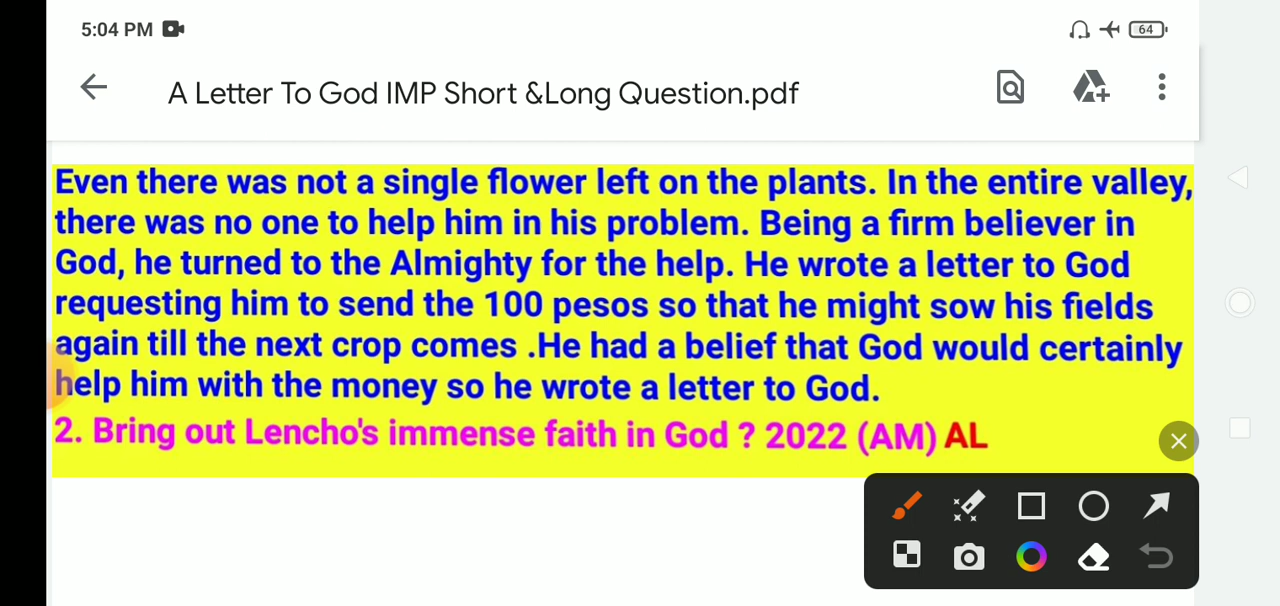 5:04 PM
64
A Letter To God IMP Short &Long Question.pdf
Even there was not a single flower left on the plants. In the entire valley,
there was no one to help him in his problem. Being a firm believer in
God, he turned to the Almighty for the help. He wrote a letter to God
requesting him to send the 100 pesos so that he might sow his fields
again till the next crop comes .He had a belief that God would certainly
help him with the money so he wrote a letter to God.
2. Bring out Lencho's immense faith in God ? 2022 (AM) AL